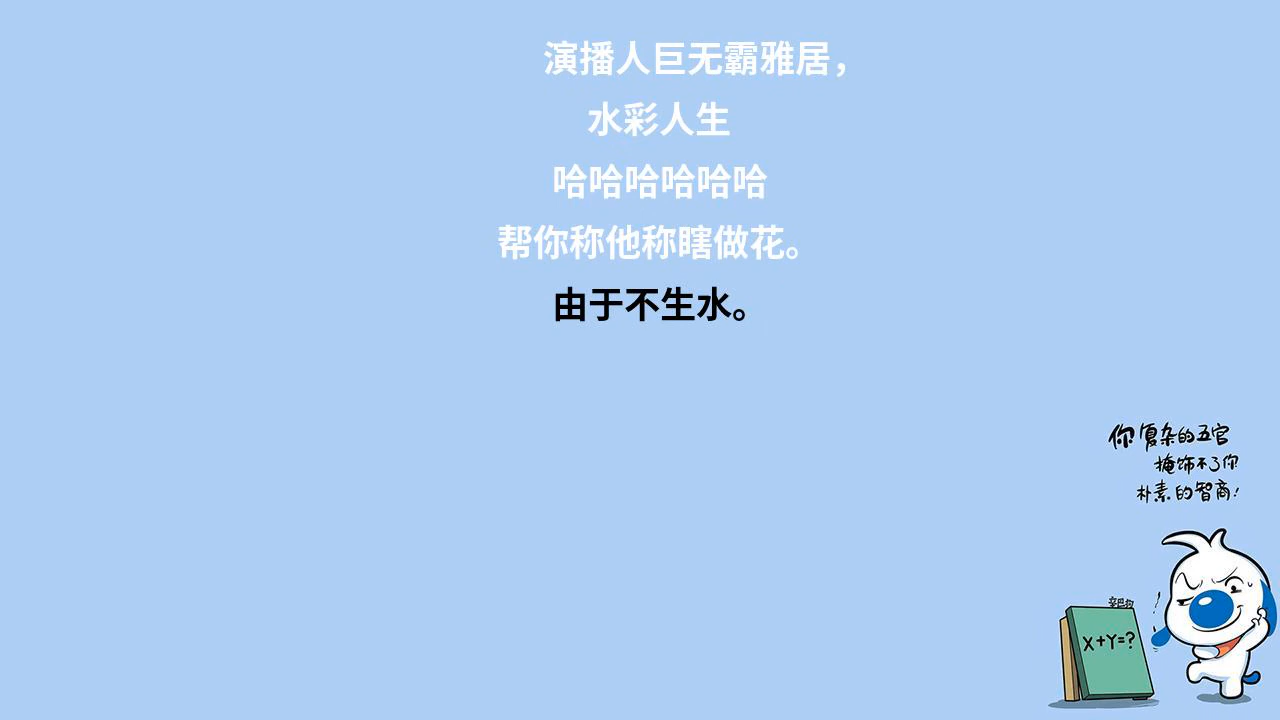 演播人巨无霸雅居，
水彩人生
哈哈哈哈哈哈
帮你称他称瞎做花。
由于不生水。
你复杂的五官
掩饰不了你
朴素的智商！
X+Y=?